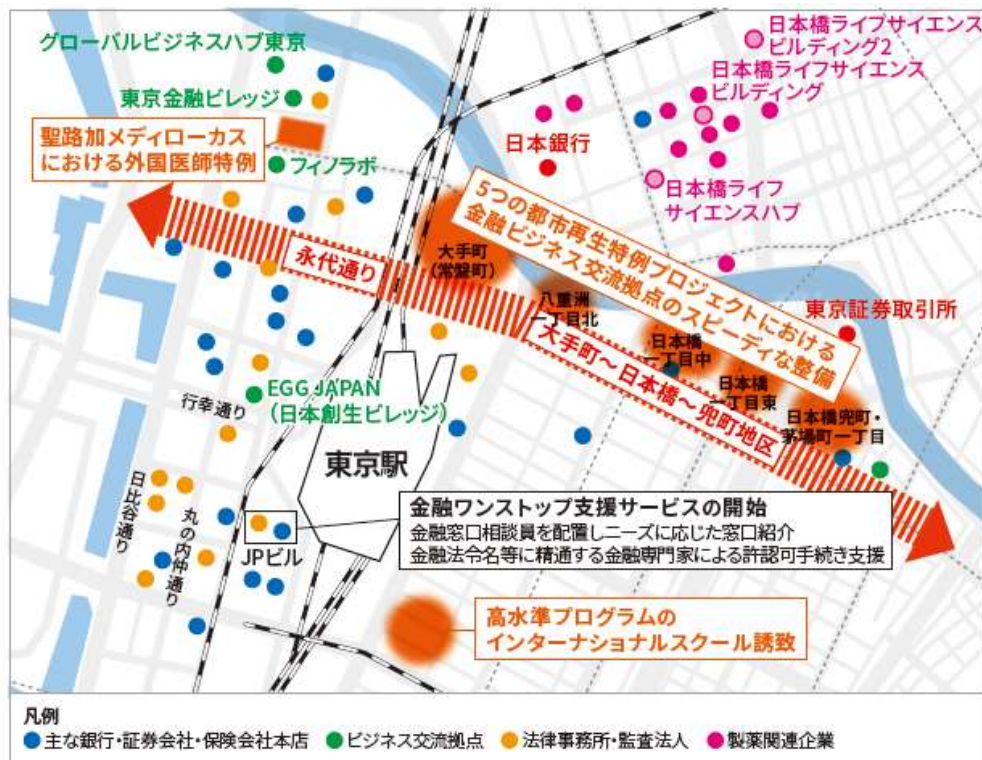 グローバルビジネスハブ東京
東京金融ビレッジ
聖路加メディローカス
における外国医師特例
フィノラボ
日本銀行
日本橋ライフサイエンス
ビルディング2
日本橋ライフサイエンス
ビルディング
日本橋ライフ
サイエンスハブ
5つの都市再生特例プロジェクトにおける
金融ビジネス交流拠点のスピーディな整備
永代通り
大手町
(常盤町)
八重洲
一丁目北
日本橋
一丁目中
日本橋
一丁目東
日本橋兜町・
茅場町一丁目
東京証券取引所
大手町~日本橋~兜町地区
EGG JAPAN
(日本創生ビレッジ)
行幸通り
東京駅
日比谷通り
丸の内仲通り
JPビル
金融ワンストップ支援サービスの開始
金融窓口相談員を配置しニーズに応じた窓口紹介
金融法令名等に精通する金融専門家による許認可手続き支援
高水準プログラムの
インターナショナルスクール誘致
凡例
主な銀行・証券会社・保険会社本店
ビジネス交流拠点
法律事務所・監査法人
製薬関連企業